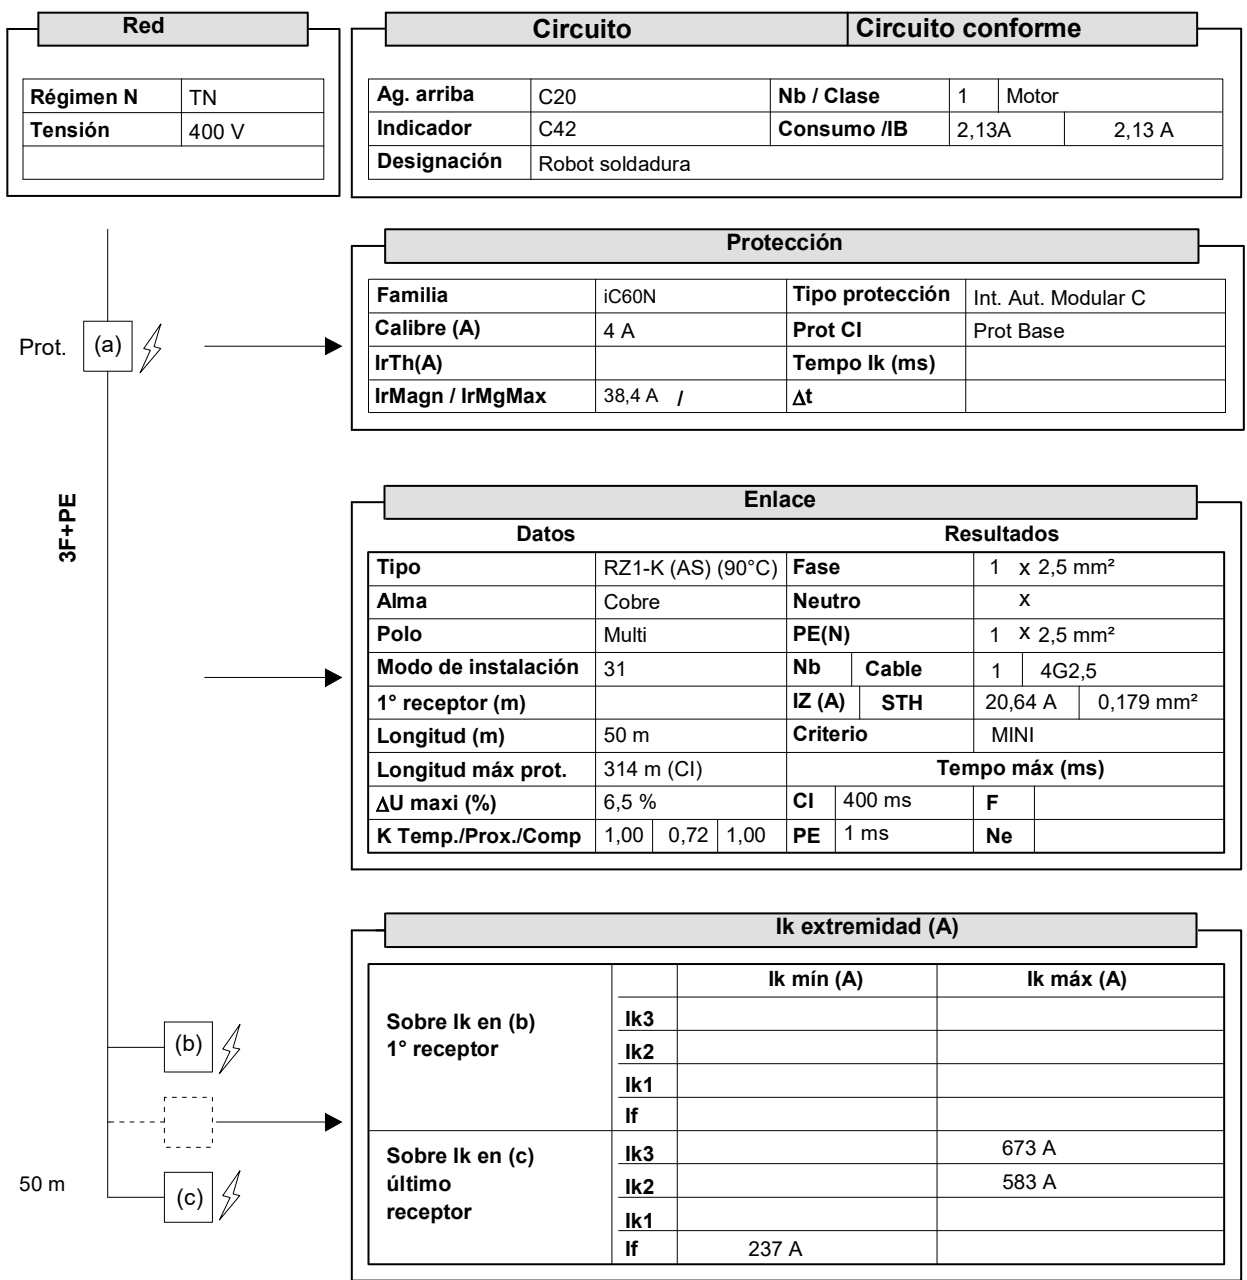 Red
Circuito Circuito conforme
Régimen N TN
Tensión 400 V
Ag. arriba C20 Nb / Clase 1 Motor
Indicador C42 Consumo /IB 2,13A 2,13 A
Designación Robot soldadura
Protección
Familia iC60N Tipo protección Int. Aut. Modular C
Calibre (A) 4 A Prot CI Prot Base
IrTh(A) Tempo Ik (ms)
IrMagn / IrMgMax 38,4 A / Δt
Prot. (a)
3F+PE
Enlace
Datos Resultados
Tipo RZ1-K (AS) (90°C) Fase 1 x 2,5 mm²
Alma Cobre Neutro x
Polo Multi PE(N) 1 x 2,5 mm²
Modo de instalación 31 Nb Cable 1 4G2,5
1° receptor (m) IZ (A) STH 20,64 A 0,179 mm²
Longitud (m) 50 m Criterio MINI
Longitud máx prot. 314 m (CI) Tempo máx (ms)
ΔU maxi (%) 6,5 % CI 400 ms F
K Temp./Prox./Comp 1,00 0,72 1,00 PE 1 ms Ne
Ik extremidad (A)
Ik mín (A) Ik máx (A)
Sobre Ik en (b)
1° receptor
Ik3
Ik2
Ik1
If
(b)
Sobre Ik en (c)
último
receptor
Ik3 673 A
Ik2 583 A
Ik1
If 237 A
50 m (c)